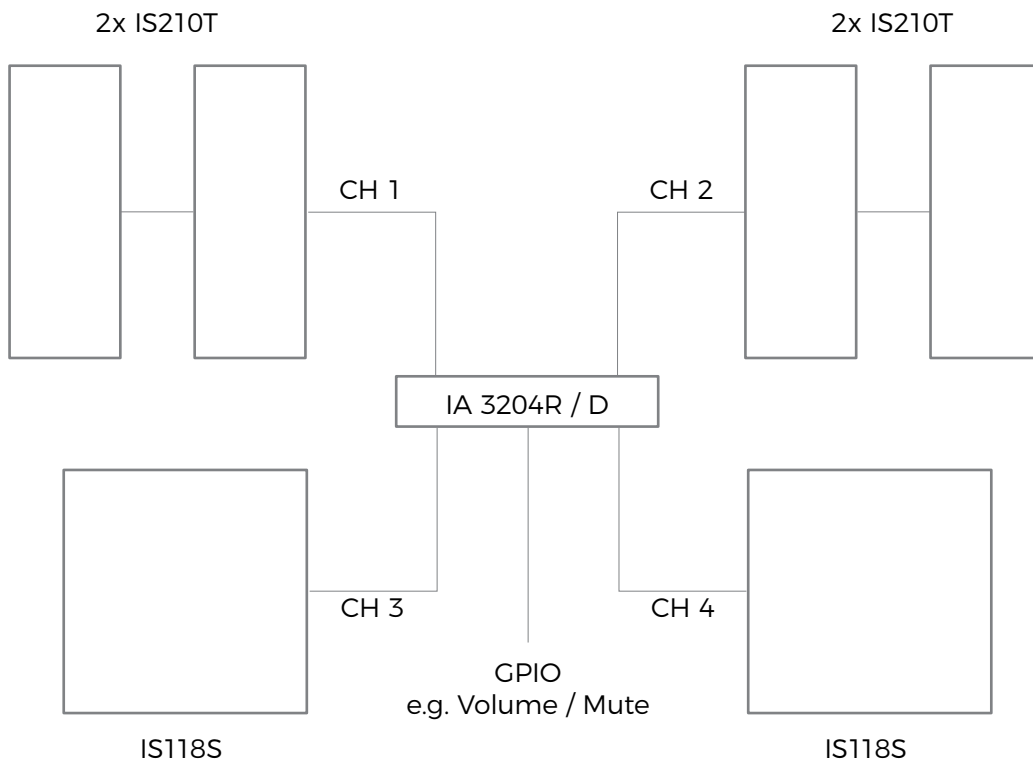 2x IS210T
2x IS210T
CH 1
CH 2
IA 3204R / D
CH 3
CH 4
GPIO
e.g. Volume / Mute
IS118S
IS118S